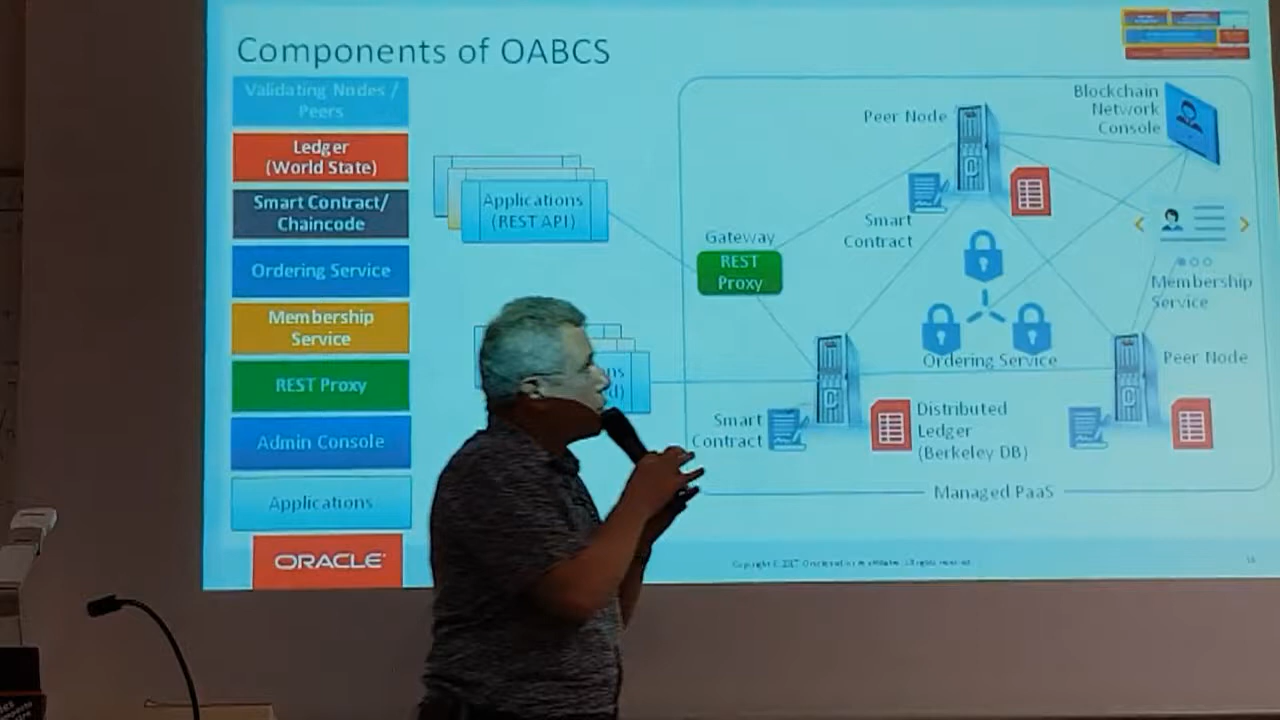 Components of OABCS
Validating Nodes /
Peers
Ledger
(World State)
Smart Contract/
Chaincode
Ordering Service
Membership
Service
REST Proxy
Admin Console
Applications
ORACLE
Applications
(REST API)
Gateway
REST
Proxy
Peer Node
Smart
Contract
Blockchain
Network
Console
Membership
Service
Ordering Service
Peer Node
Smart
Contract
Distributed
Ledger
(Berkeley DB)
Managed PaaS